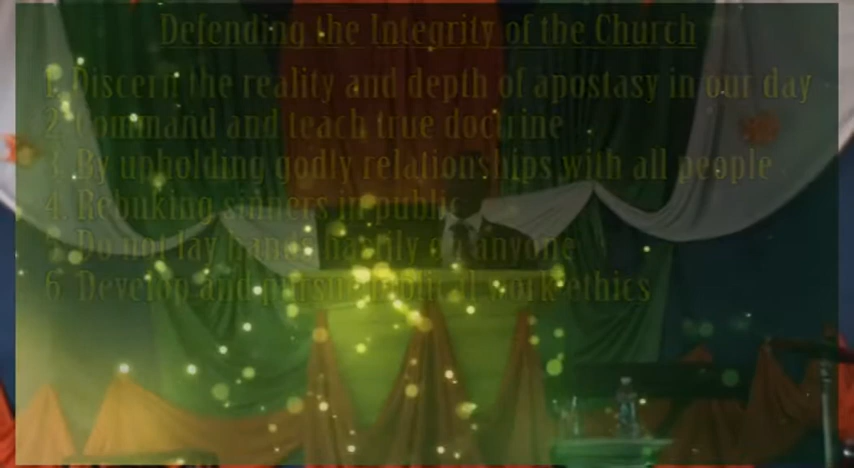 Defending the Integrity of the Church
1. Discern the reality and depth of apostasy in our day
2. Command and teach true doctrine
3. By upholding godly relationships with all people
4. Rebuking sinners in public
5. Do not lay hands hastily on anyone
6. Develop and pursue biblical work ethics